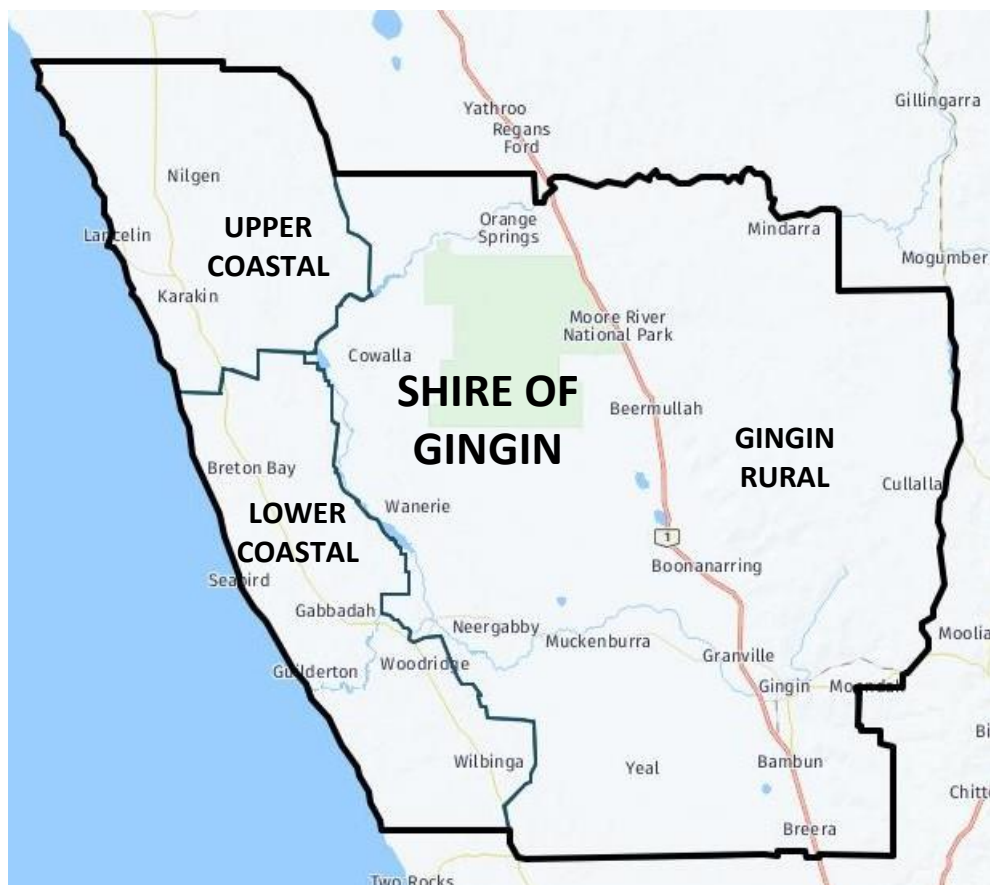 Gillingarra
Yathroo
Regans
Ford
Nilgen
Orange
Springs
Mindarra
UPPER
COASTAL
Lancelin
Mogumber
Karakin
Moore River
National Park
Cowalla
SHIRE OF
GINGIN
Beermullah
GINGIN
RURAL
Breton Bay
Cullalla
Wanerie
LOWER
COASTAL
1
Boonanarring
Seabird
Gabbadah
Neergabby
Muckenburra
Moolia
Granville
Woodridge
Guilderton
Gingin
Bi
Wilbinga
Yeal
Bambun
Chitt
Breera
Two Rocks